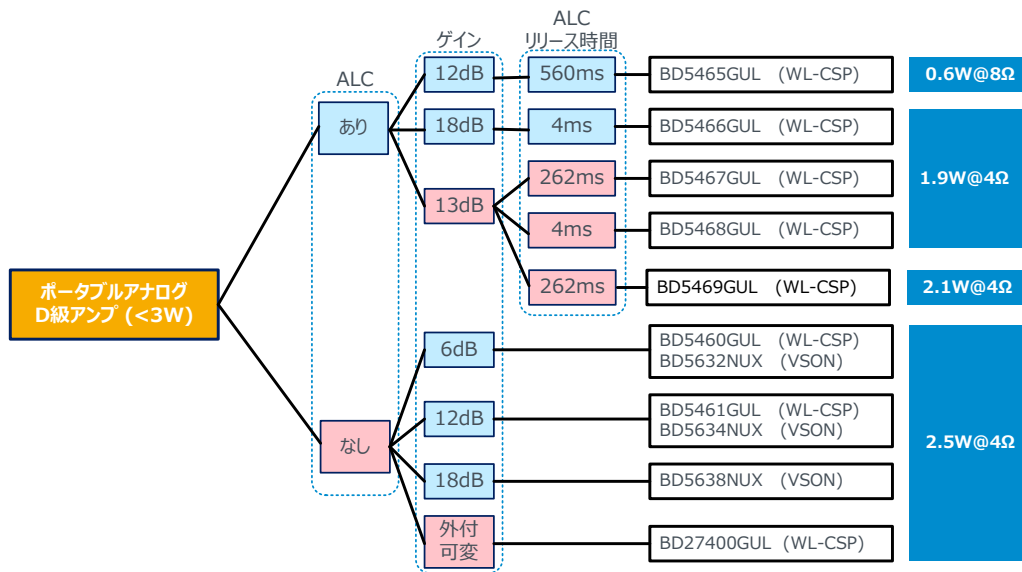 ALC
リリース時間
ゲイン
ALC
12dB
560ms
BD5465GUL (WL-CSP)
0.6W@8Ω
あり
18dB
4ms
BD5466GUL (WL-CSP)
1.9W@4Ω
13dB
262ms
BD5467GUL (WL-CSP)
4ms
BD5468GUL (WL-CSP)
262ms
BD5469GUL (WL-CSP)
2.1W@4Ω
ポータブルアナログ
D級アンプ (<3W)
なし
6dB
BD5460GUL (WL-CSP)
BD5632NUX (VSON)
12dB
BD5461GUL (WL-CSP)
BD5634NUX (VSON)
2.5W@4Ω
18dB
BD5638NUX (VSON)
外付
可変
BD27400GUL (WL-CSP)